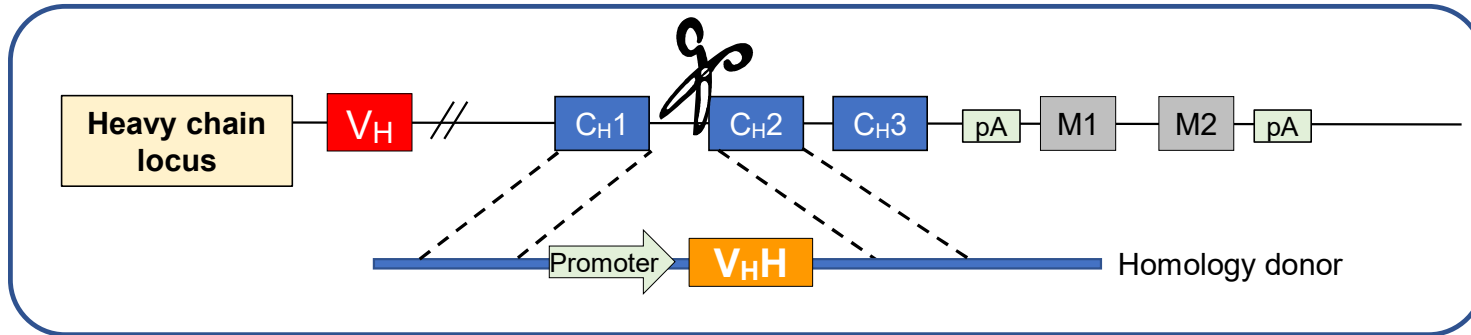 Heavy chain
locus
VH
CH1
CH2
CH3
pA
M1
M2
pA
Promoter
VHH
Homology donor